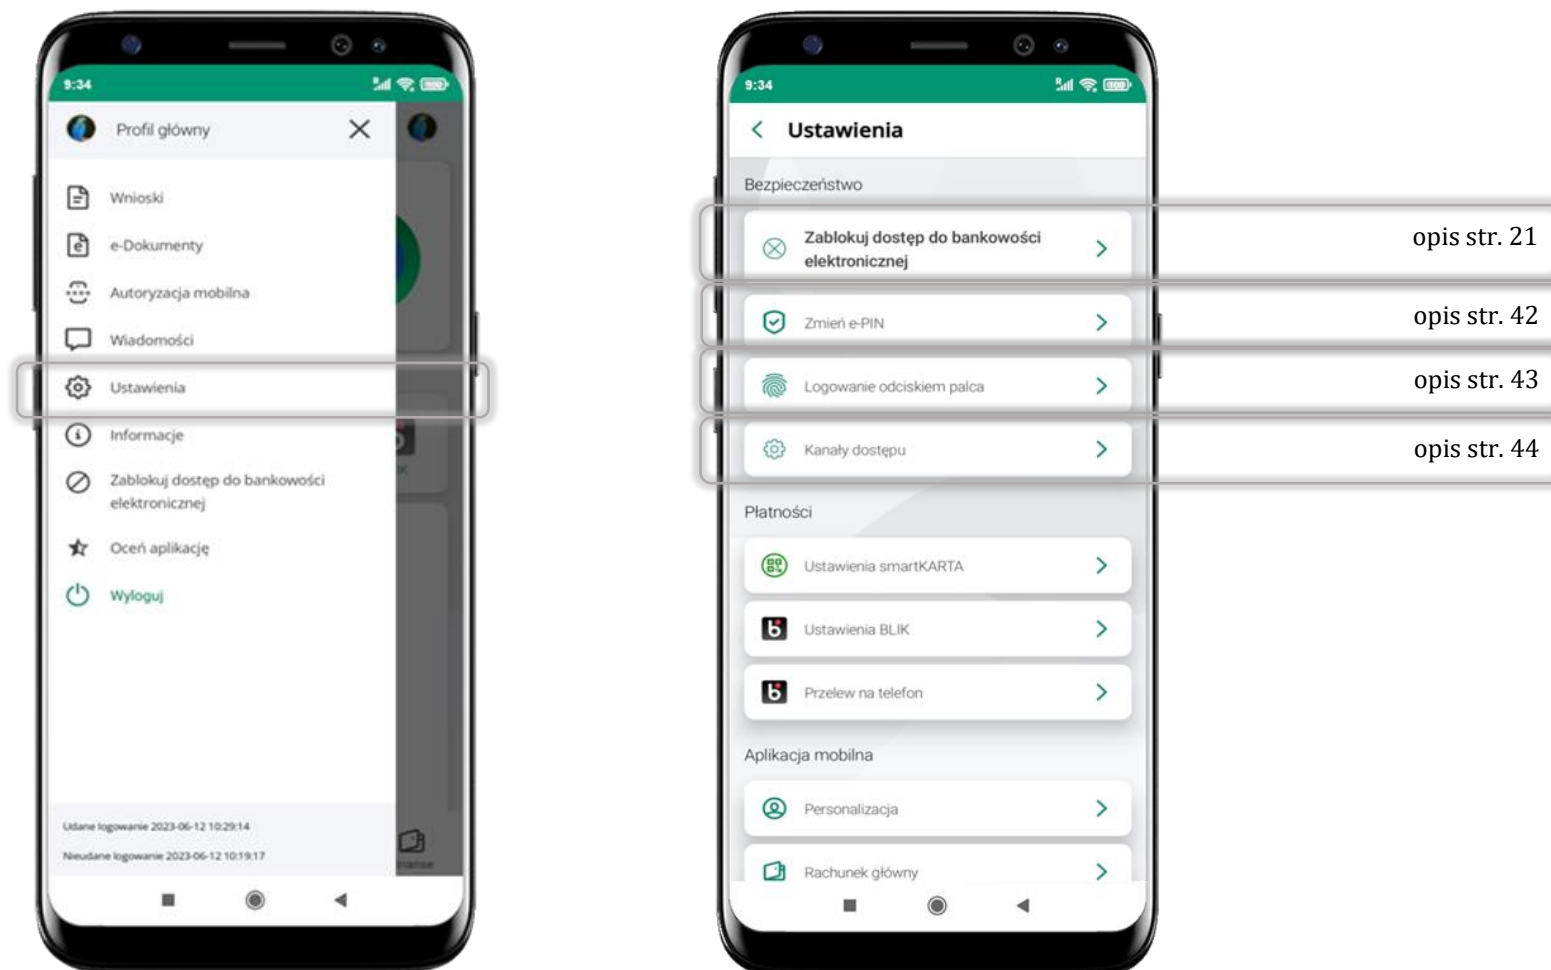 9:34
Profil główny
Wnioski
e-Dokumenty
Autoryzacja mobilna
Wiadomości
Ustawienia
Informacje
Zablokuj dostęp do bankowości
elektronicznej
Oceń aplikację
Wyloguj
Udane logowanie 2023-06-12 10:29:14
Nieudane logowanie 2023-06-12 10:19:17
9:34
Ustawienia
Bezpieczeństwo
Zablokuj dostęp do bankowości
elektronicznej
opis str. 21
Zmień e-PIN
opis str. 42
Logowanie odciskiem palca
opis str. 43
Kanały dostępu
opis str. 44
Płatności
Ustawienia smartKARTA
Ustawienia BLIK
Przelew na telefon
Aplikacja mobilna
Personalizacja
Rachunek główny